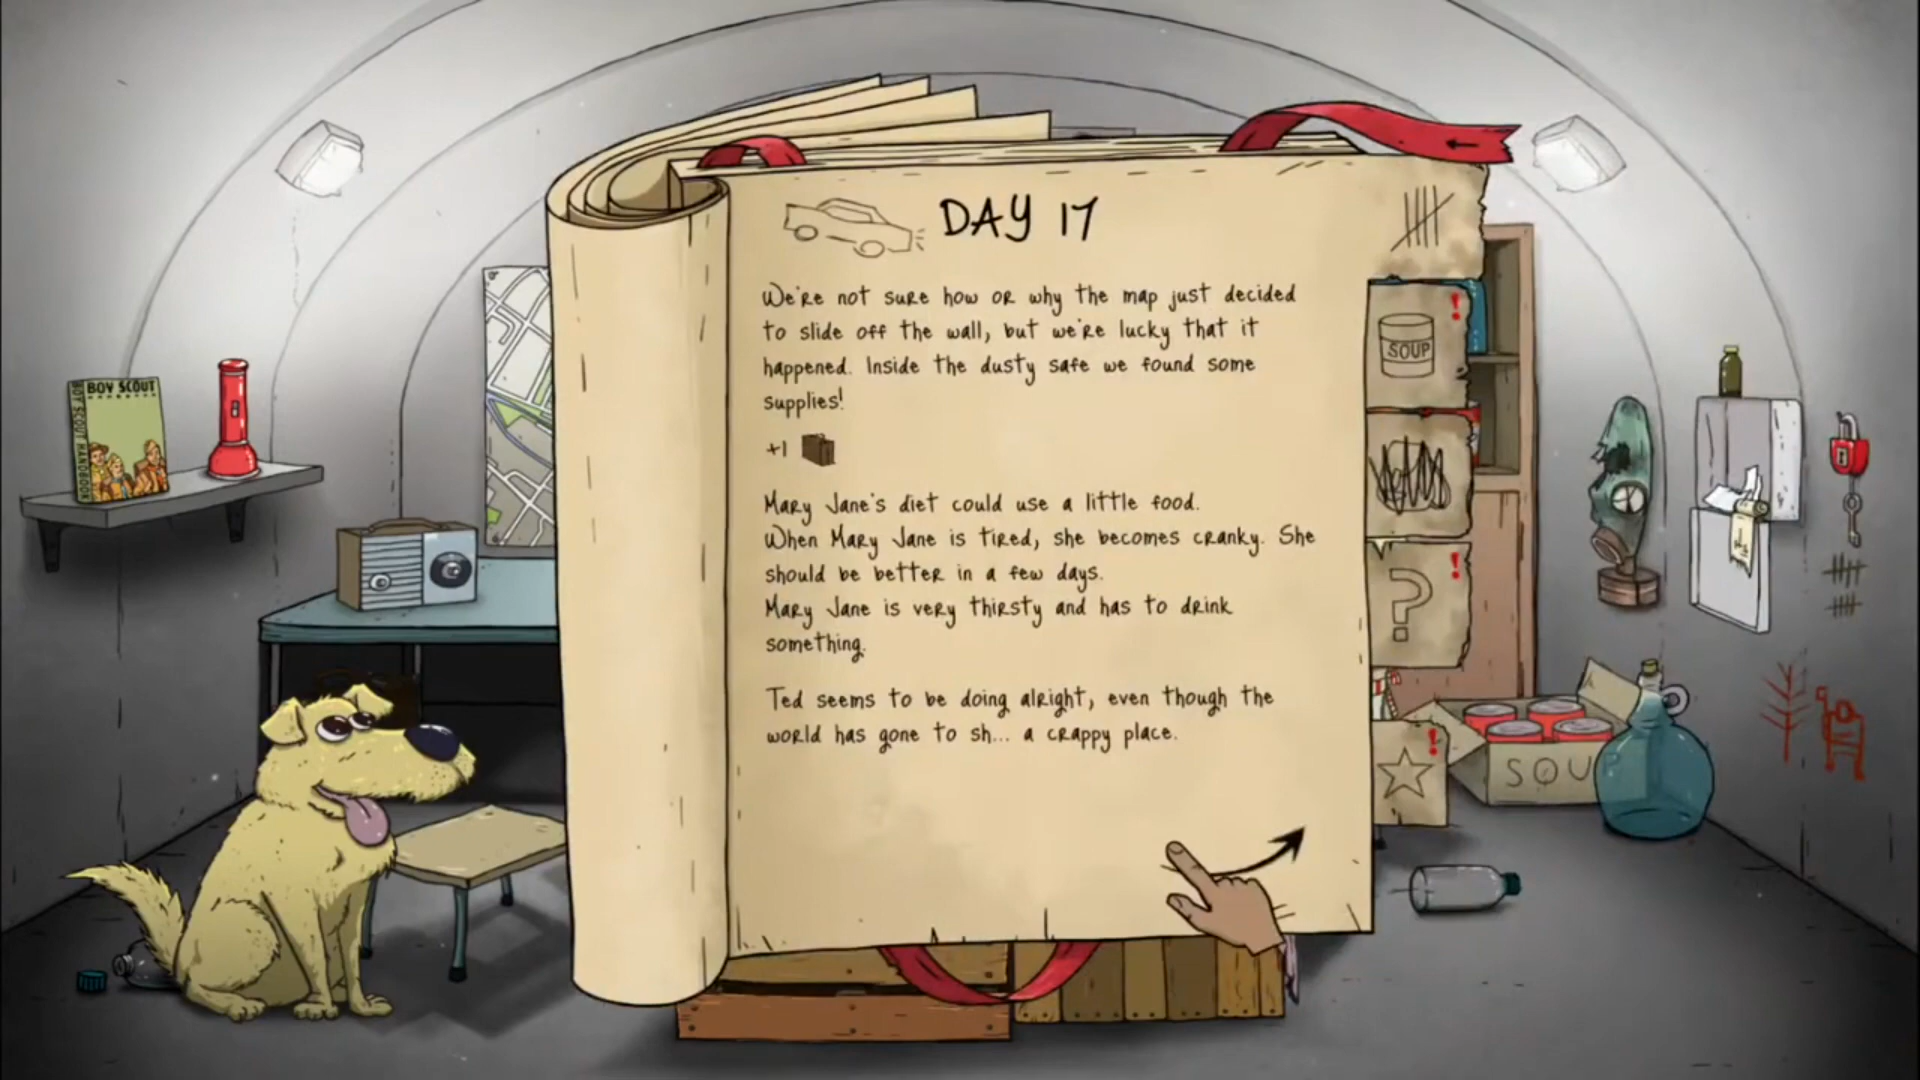 DAY 17
We're not sure how or why the map just decided
to slide off the wall, but we're lucky that it
happened. Inside the dusty safe we found some
supplies!
+1
Mary Jane's diet could use a little food.
When Mary Jane is tired, she becomes cranky. She
should be better in a few days.
Mary Jane is very thirsty and has to drink
something.
Ted seems to be doing alright, even though the
world has gone to sh... a crappy place.
!
SOUP
!
?
!
BOY SCOUT
BOY SCOUT HANDBOOK
SOU